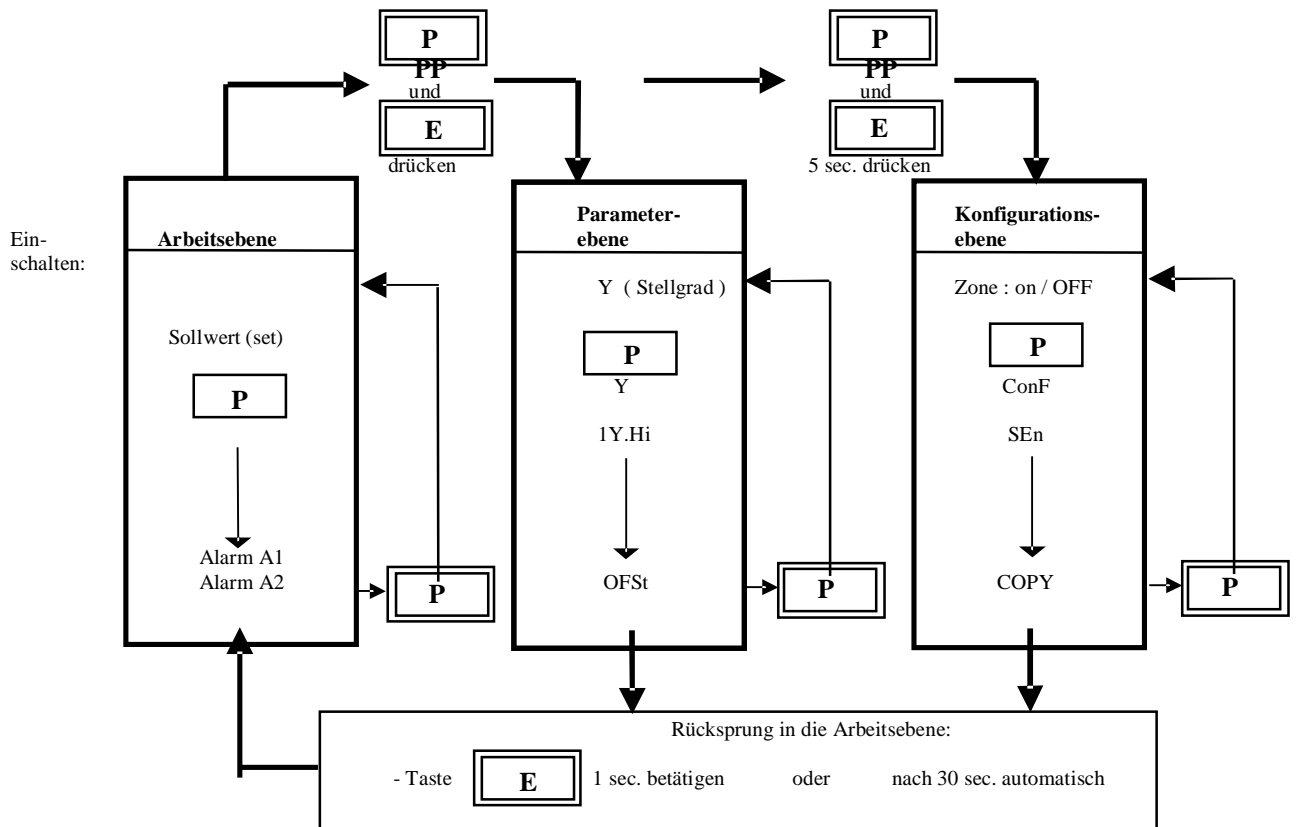 P
PP
und
E
drücken
P
PP
und
E
5 sec. drücken
Ein-
schalten:
Arbeitsebene
Sollwert (set)
P
Alarm A1
Alarm A2
P
Parameter-
ebene
Y ( Stellgrad )
P
Y
1Y.Hi
OFSt
P
Konfigurations-
ebene
Zone : on / OFF
P
ConF
SEn
COPY
P
Rücksprung in die Arbeitsebene:
- Taste E 1 sec. betätigen oder nach 30 sec. automatisch